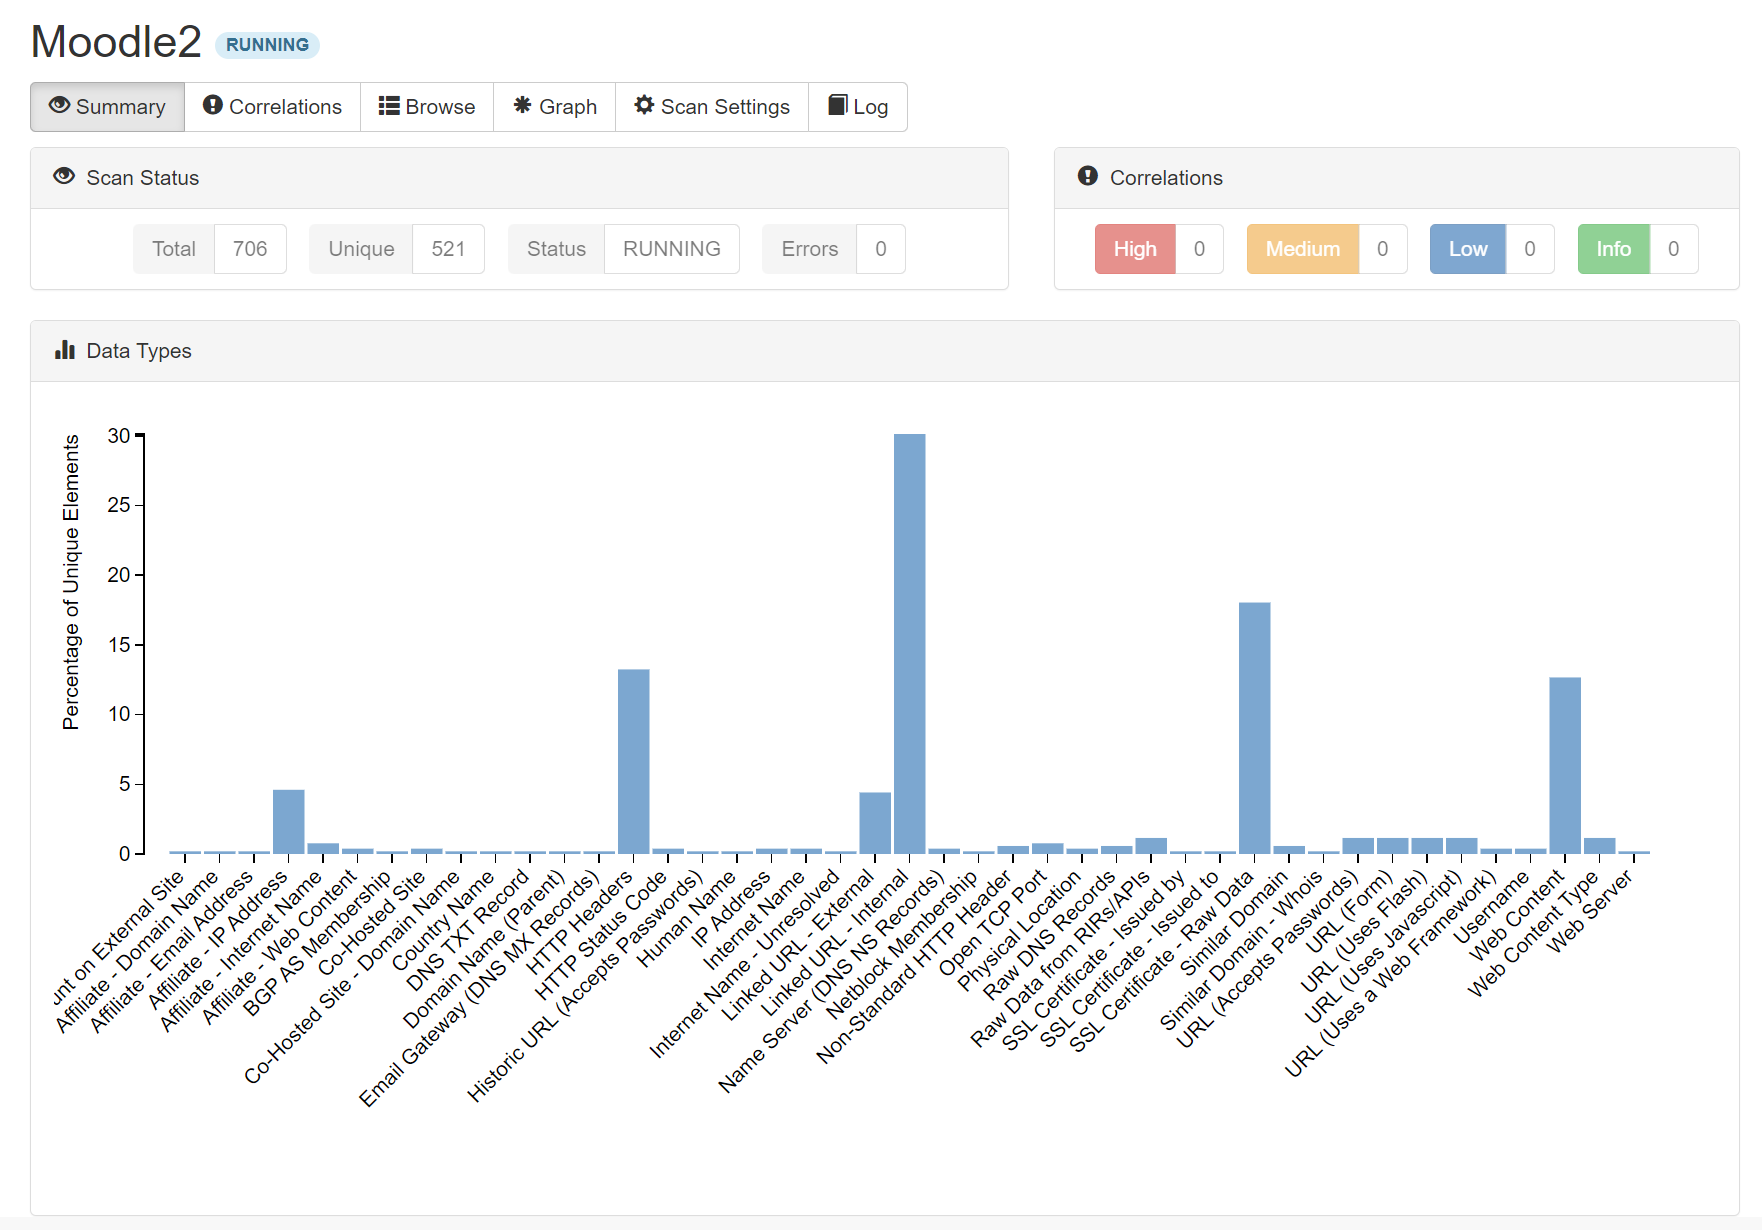 Moodle2 RUNNING
Summary Correlations Browse Graph Scan Settings Log
Scan Status
Total 706 Unique 521 Status RUNNING Errors 0
Correlations
High 0 Medium 0 Low 0 Info 0
Data Types
Percentage of Unique Elements
30
25
20
15
10
5
0
unt on External Site
Affiliate - Domain Name
Affiliate - Email Address
Affiliate - IP Address
Affiliate - Internet Name
Affiliate - Web Content
BGP AS Membership
Co-Hosted Site
Co-Hosted Site - Domain Name
Country Name
DNS TXT Record
Domain Name (Parent)
Email Gateway (DNS MX Records)
HTTP Headers
HTTP Status Code
Historic URL (Accepts Passwords)
Human Name
IP Address
Internet Name
Internet Name - Unresolved
Linked URL - External
Linked URL - Internal
Name Server (DNS NS Records)
Netblock Membership
Non-Standard HTTP Header
Open TCP Port
Physical Location
Raw DNS Records
Raw Data from RIRs/APIs
SSL Certificate - Issued by
SSL Certificate - Issued to
SSL Certificate - Raw Data
Similar Domain
Similar Domain - Whois
URL (Accepts Passwords)
URL (Form)
URL (Uses Flash)
URL (Uses Javascript)
URL (Uses a Web Framework)
Username
Web Content
Web Content Type
Web Server